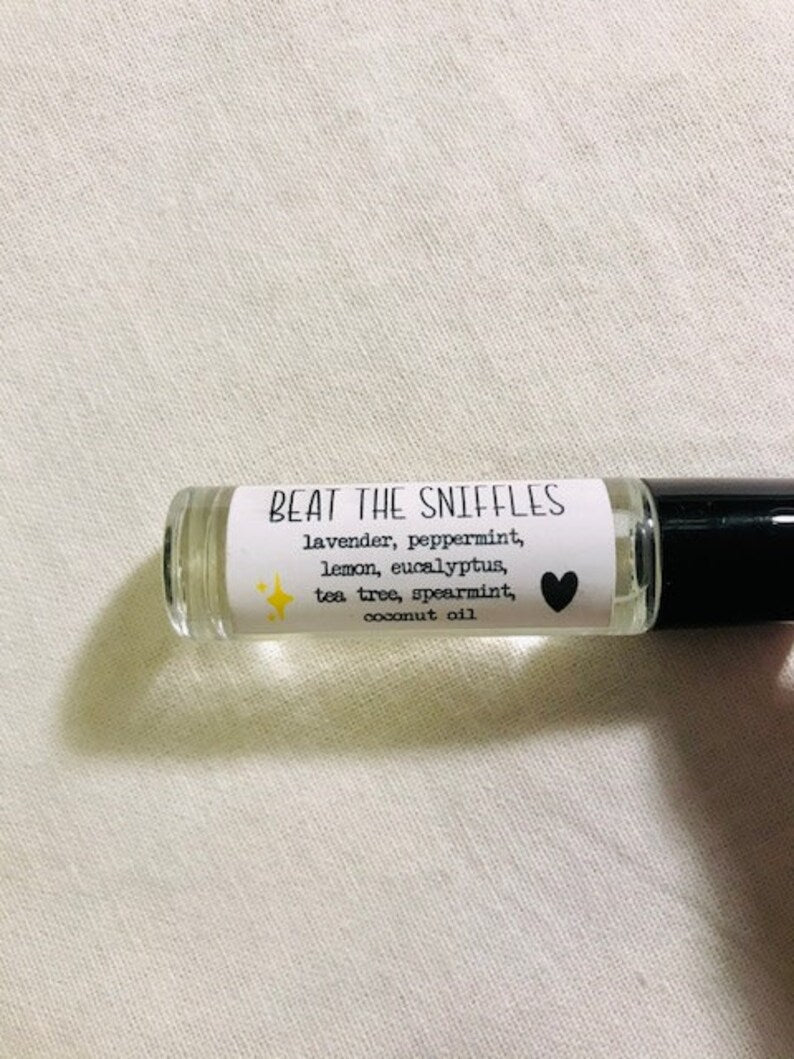 BEAT THE SNIFFLES
lavender, peppermint,
lemon, eucalyptus,
tea tree, spearmint,
coconut oil